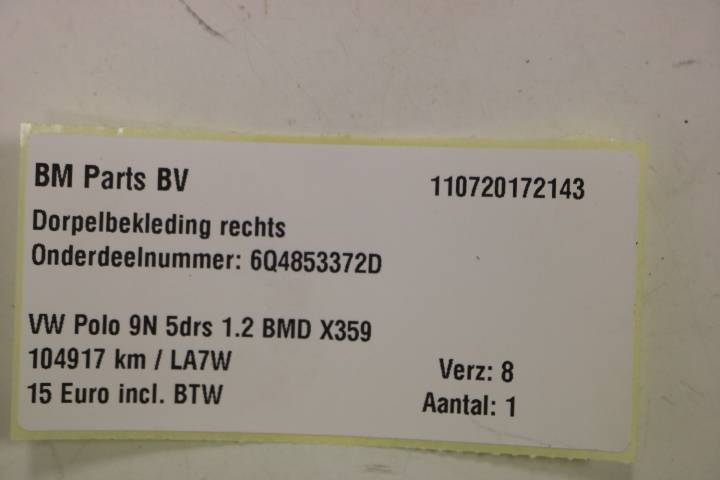 BM Parts BV
110720172143
Dorpelbekleding rechts
Onderdeelnummer: 6Q4853372D
VW Polo 9N 5drs 1.2 BMD X359
104917 km / LA7W
Verz: 8
15 Euro incl. BTW
Aantal: 1